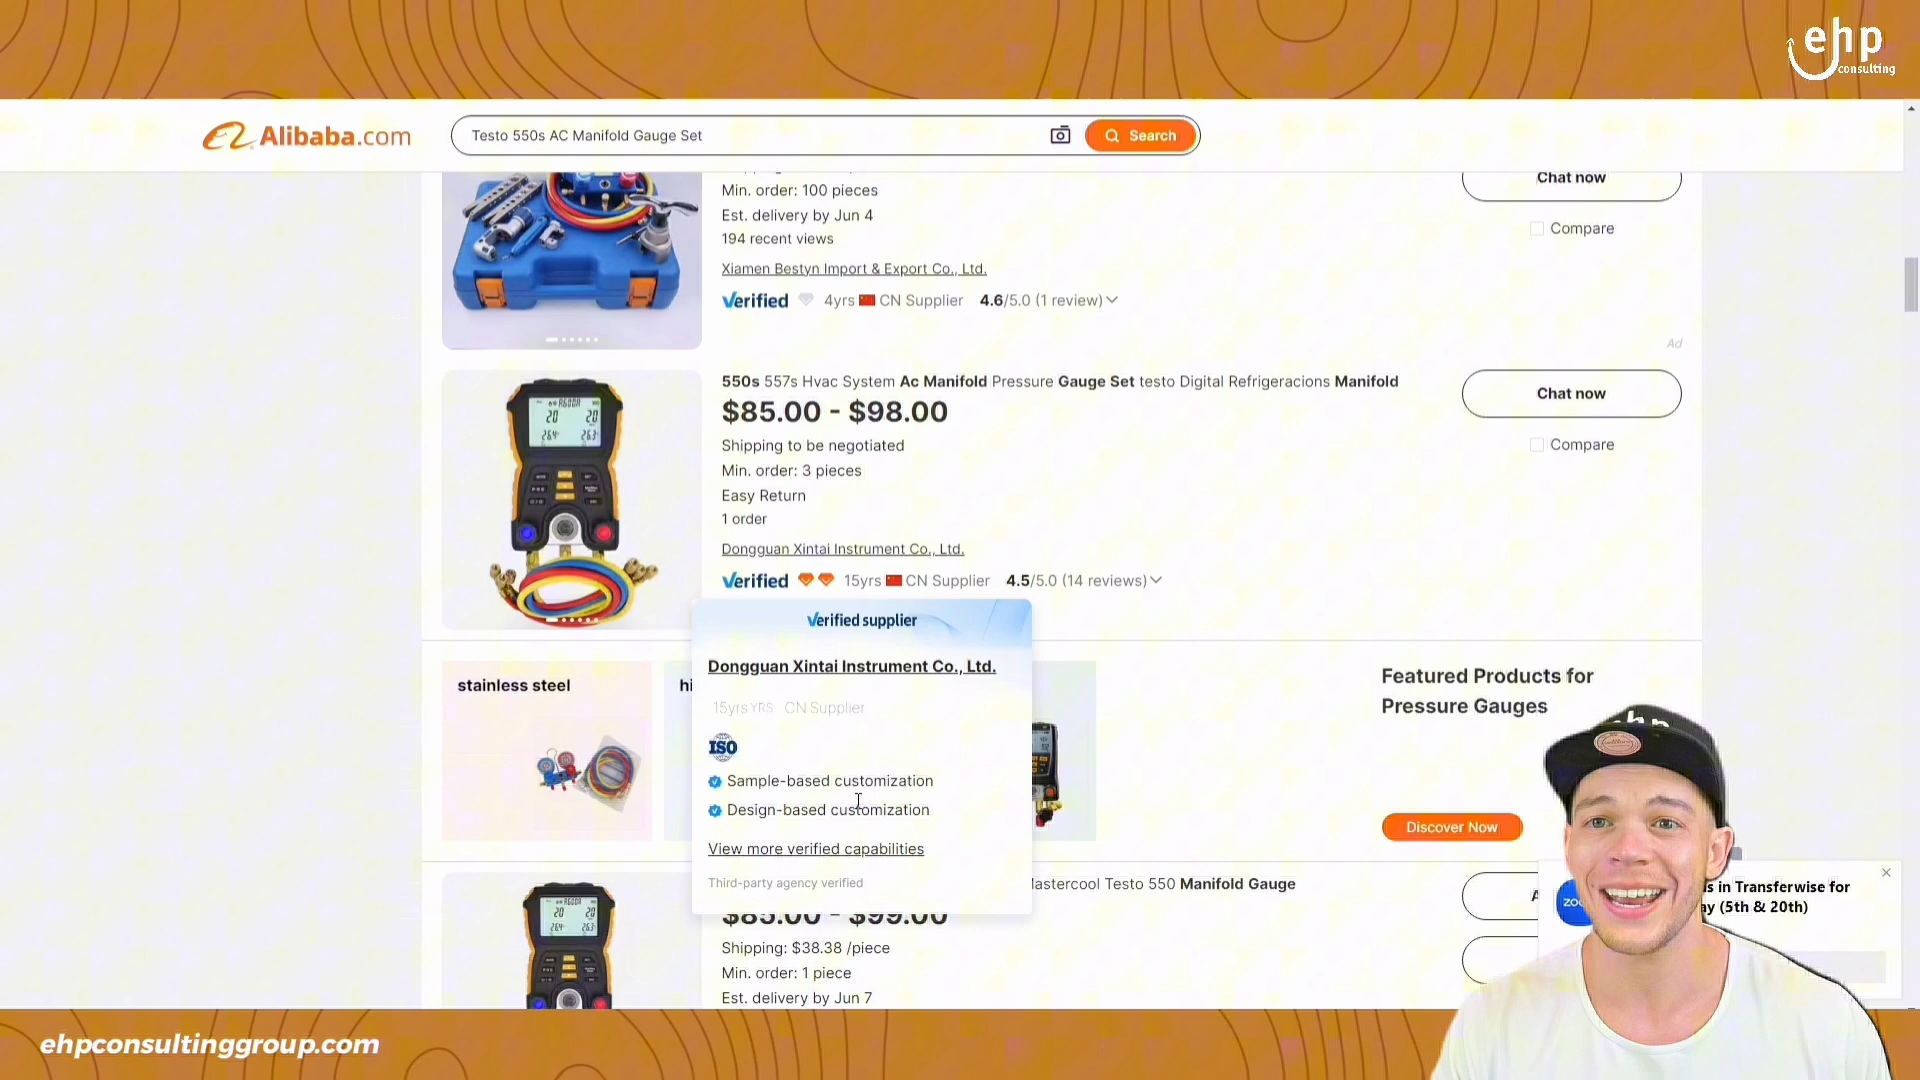 ehp
consulting
Alibaba.com
Testo 550s AC Manifold Gauge Set
Search
Min. order: 100 pieces
Est. delivery by Jun 4
194 recent views
Xiamen Bestyn Import & Export Co., Ltd.
Verified 4yrs CN Supplier 4.6/5.0 (1 review)
Chat now
Compare
Ad
550s 557s Hvac System Ac Manifold Pressure Gauge Set testo Digital Refrigeracions Manifold
$85.00 - $98.00
Shipping to be negotiated
Min. order: 3 pieces
Easy Return
1 order
Dongguan Xintai Instrument Co., Ltd.
Verified 15yrs CN Supplier 4.5/5.0 (14 reviews)
Chat now
Compare
Verified supplier
Dongguan Xintai Instrument Co., Ltd.
15yrs YRS CN Supplier
ISO
Sample-based customization
Design-based customization
View more verified capabilities
Third-party agency verified
stainless steel
hi
Featured Products for
Pressure Gauges
Discover Now
Testo 550 Manifold Gauge
$85.00 - $99.00
Shipping: $38.38 /piece
Min. order: 1 piece
Est. delivery by Jun 7
in Transferwise for
(5th & 20th)
ehp
ehpconsultinggroup.com